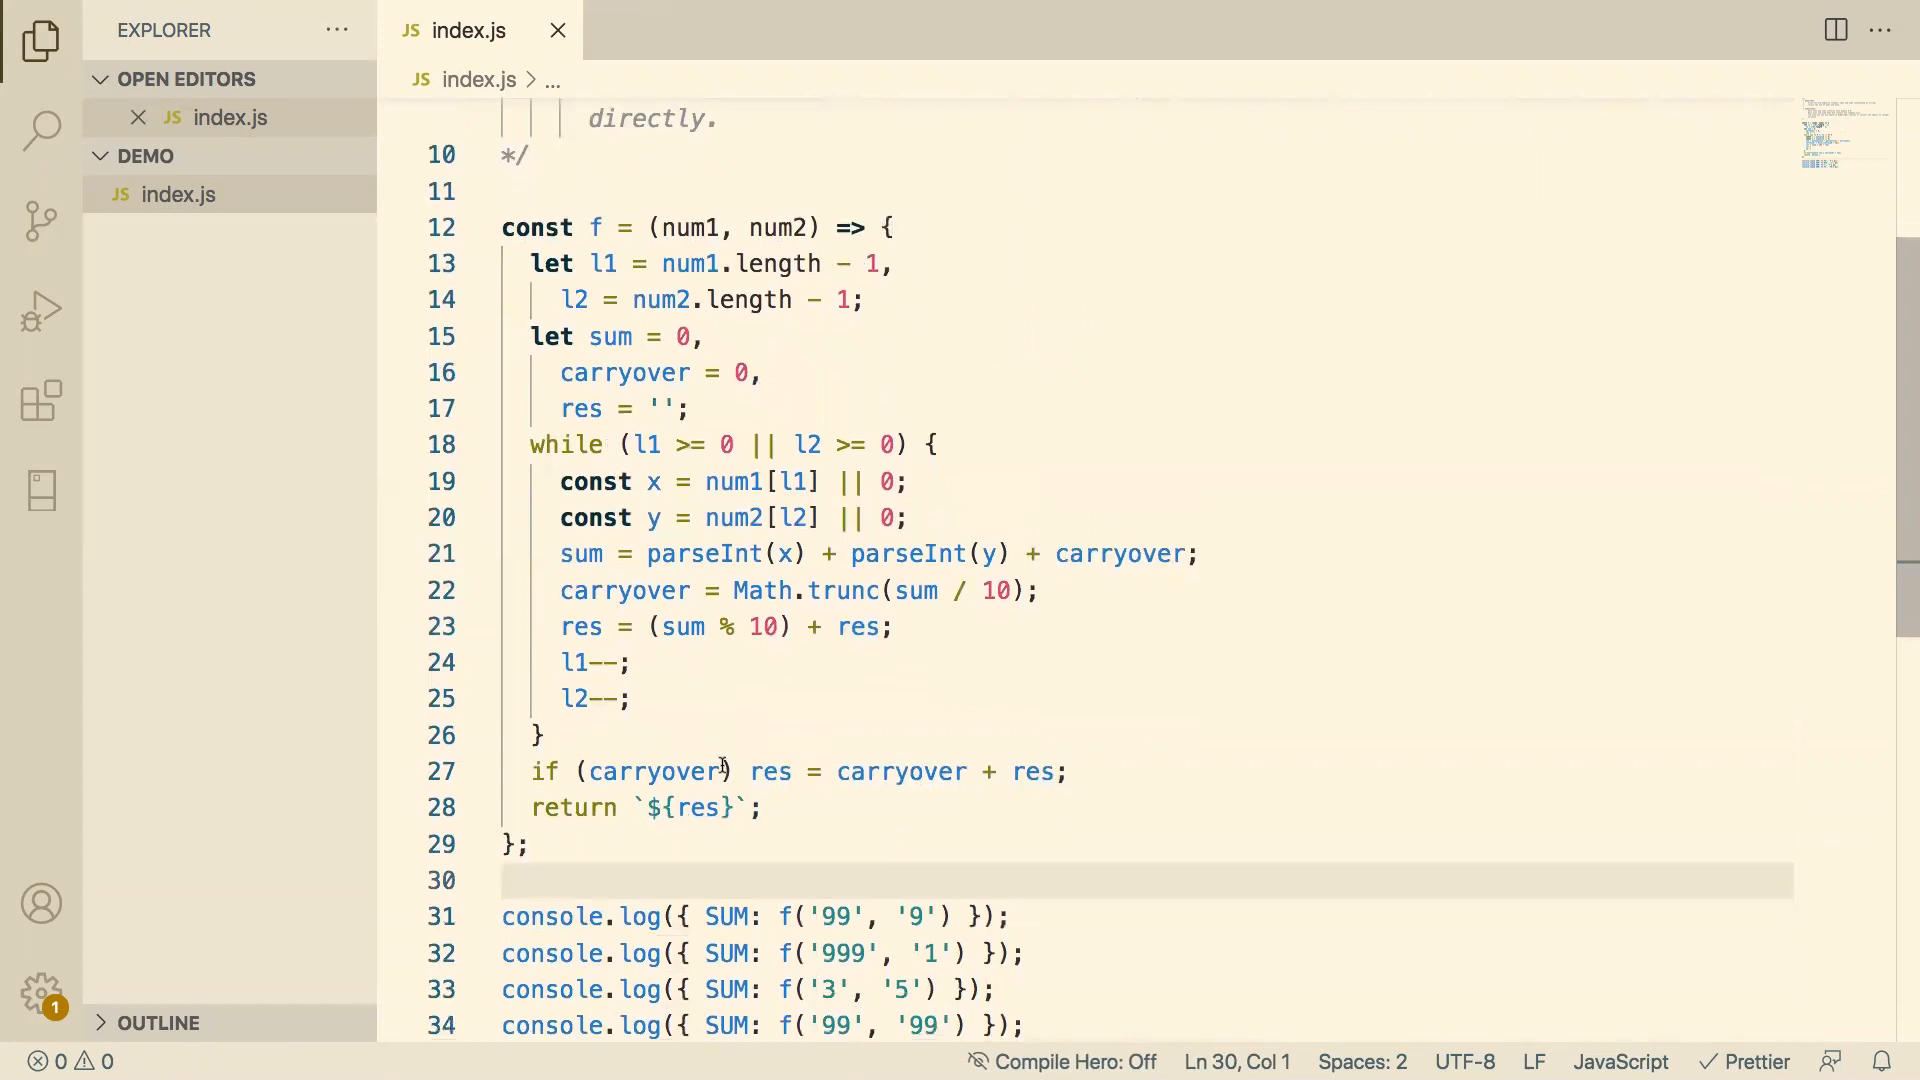 EXPLORER ...
JS index.js
OPEN EDITORS
JS index.js > ...
JS index.js
directly.
DEMO
10 */
JS index.js
11
12 const f = (num1, num2) => {
13 let l1 = num1.length - 1,
14 l2 = num2.length - 1;
15 let sum = 0,
16 carryover = 0,
17 res = '';
18 while (l1 >= 0 || l2 >= 0) {
19 const x = num1[l1] || 0;
20 const y = num2[l2] || 0;
21 sum = parseInt(x) + parseInt(y) + carryover;
22 carryover = Math.trunc(sum / 10);
23 res = (sum % 10) + res;
24 l1--;
25 l2--;
26 }
27 if (carryover) res = carryover + res;
28 return `${res}`;
29 };
30
31 console.log({ SUM: f('99', '9') });
32 console.log({ SUM: f('999', '1') });
33 console.log({ SUM: f('3', '5') });
34 console.log({ SUM: f('99', '99') });
1
OUTLINE
0 0 Compile Hero: Off Ln 30, Col 1 Spaces: 2 UTF-8 LF JavaScript Prettier